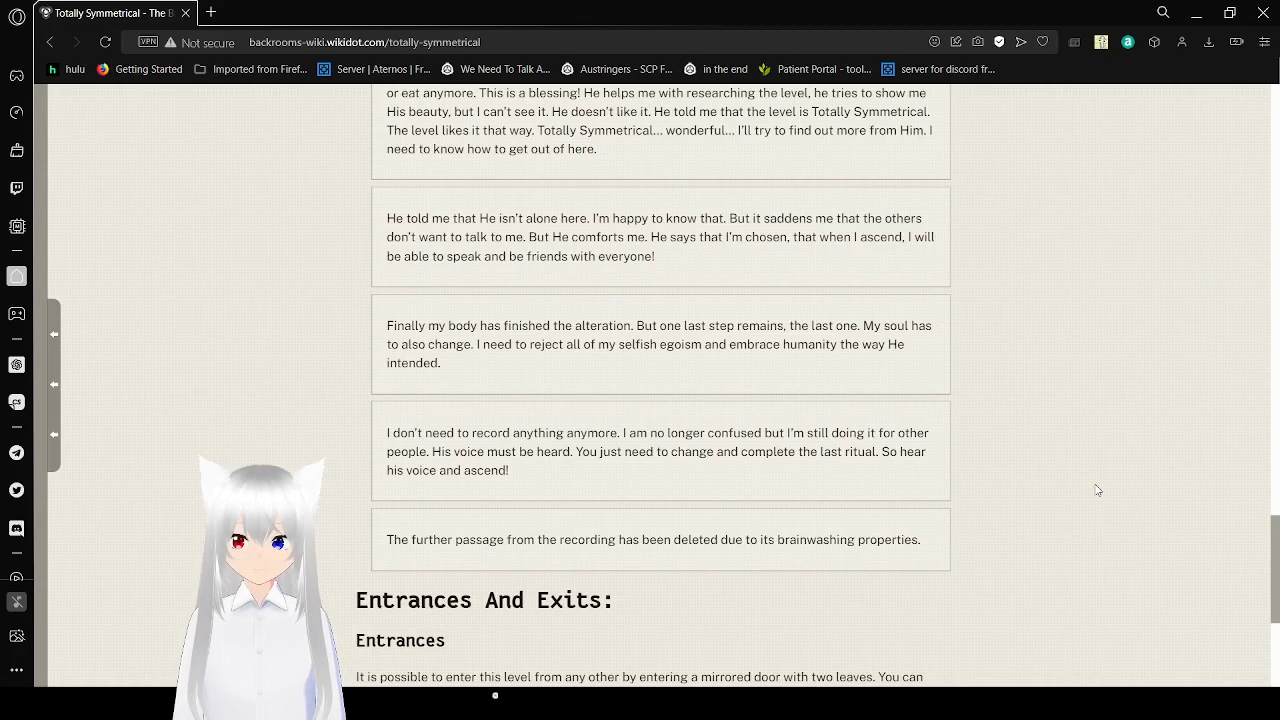 Totally Symmetrical - The B
VPN
Not secure
backrooms-wiki.wikidot.com/totally-symmetrical
hulu
Getting Started
Imported from Firef...
Server | Aternos | Fr...
We Need To Talk A...
Austringers - SCP F...
in the end
Patient Portal - tool...
server for discord fr...
or eat anymore. This is a blessing! He helps me with researching the level, he tries to show me
His beauty, but I can't see it. He doesn't like it. He told me that the level is Totally Symmetrical.
The level likes it that way. Totally Symmetrical... wonderful... I'll try to find out more from Him. I
need to know how to get out of here.
He told me that He isn't alone here. I'm happy to know that. But it saddens me that the others
don't want to talk to me. But He comforts me. He says that I'm chosen, that when I ascend, I will
be able to speak and be friends with everyone!
Finally my body has finished the alteration. But one last step remains, the last one. My soul has
to also change. I need to reject all of my selfish egoism and embrace humanity the way He
intended.
I don't need to record anything anymore. I am no longer confused but I'm still doing it for other
people. His voice must be heard. You just need to change and complete the last ritual. So hear
his voice and ascend!
The further passage from the recording has been deleted due to its brainwashing properties.
Entrances And Exits:
Entrances
It is possible to enter this level from any other by entering a mirrored door with two leaves. You can